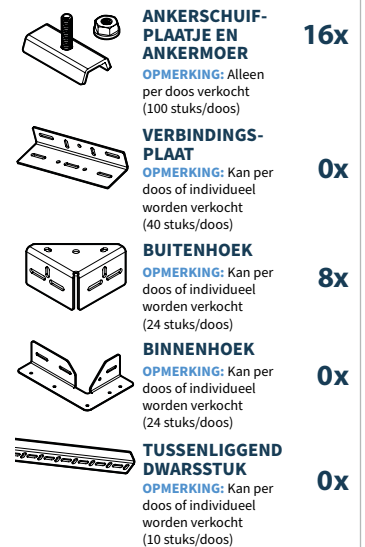 ANKERSCHUIF-
PLAATJE EN
ANKERMOER
16x
OPMERKING: Alleen
per doos verkocht
(100 stuks/doos)
VERBINDINGS-
PLAAT
0x
OPMERKING: Kan per
doos of individueel
worden verkocht
(40 stuks/doos)
BUITENHOEK
8x
OPMERKING: Kan per
doos of individueel
worden verkocht
(24 stuks/doos)
BINNENHOEK
0x
OPMERKING: Kan per
doos of individueel
worden verkocht
(24 stuks/doos)
TUSSENLIGGEND
DWARSSTUK
0x
OPMERKING: Kan per
doos of individueel
worden verkocht
(10 stuks/doos)